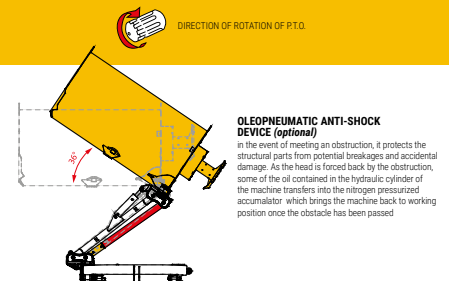 DIRECTION OF ROTATION OF P.T.O.
36°
OLEOPNEUMATIC ANTI-SHOCK
DEVICE (optional)
in the event of meeting an obstruction, it protects the
structural parts from potential breakages and accidental
damage. As the head is forced back by the obstruction,
some of the oil contained in the hydraulic cylinder of
the machine transfers into the nitrogen pressurized
accumalator which brings the machine back to working
position once the obstacle has been passed